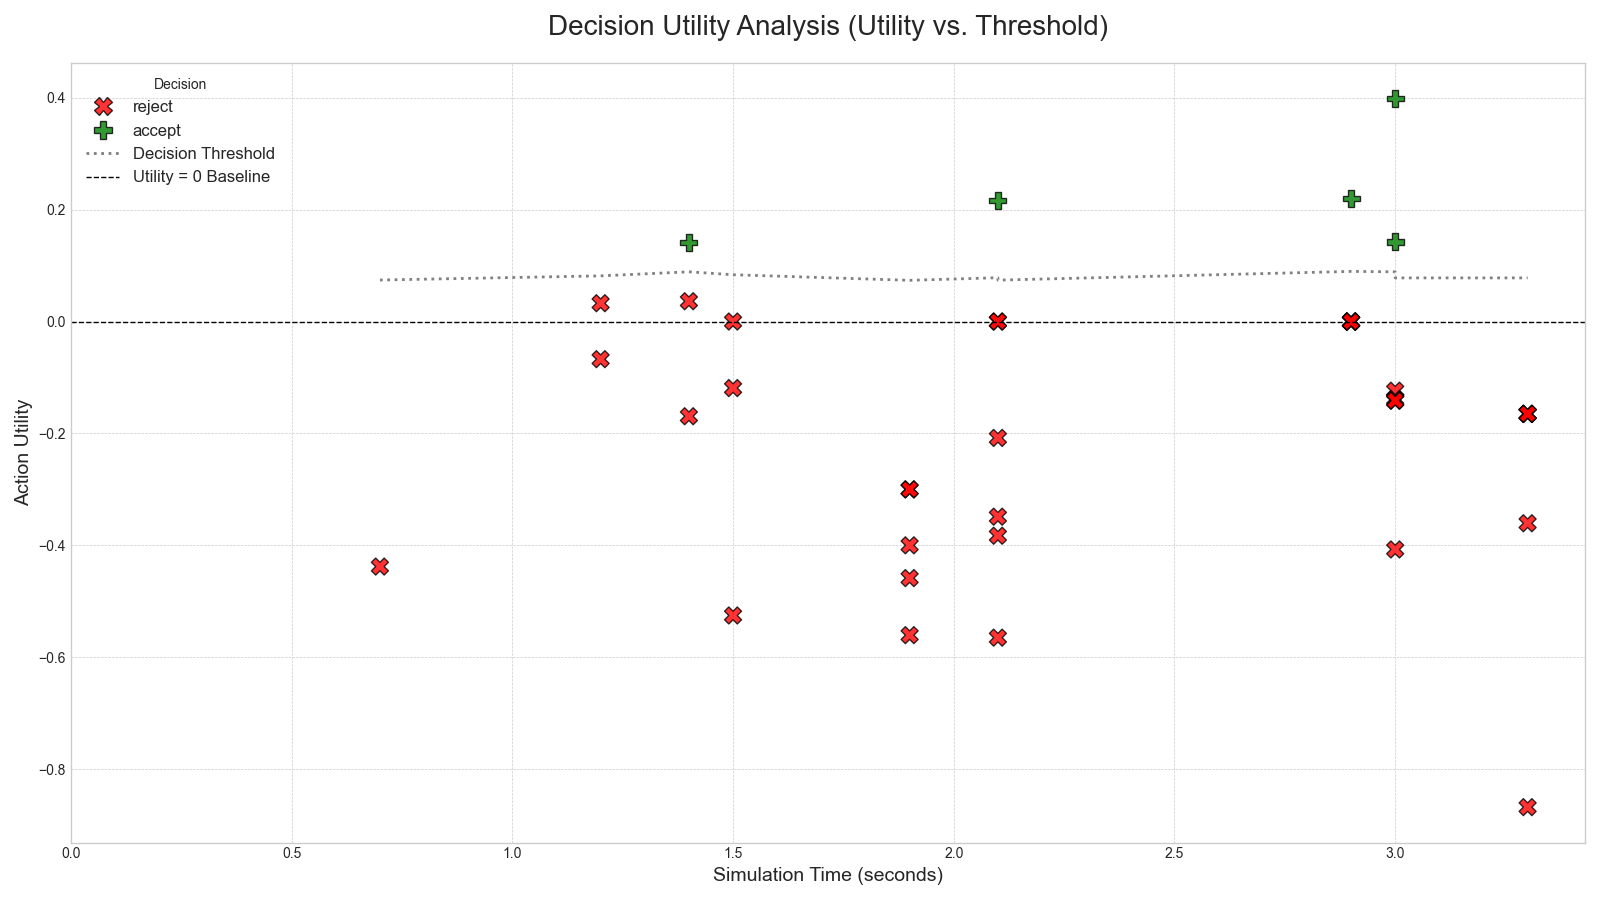 Decision Utility Analysis (Utility vs. Threshold)
Decision
reject
accept
Decision Threshold
Utility = 0 Baseline
Action Utility
0.4
0.2
0.0
−0.2
−0.4
−0.6
−0.8
0.0 0.5 1.0 1.5 2.0 2.5 3.0
Simulation Time (seconds)